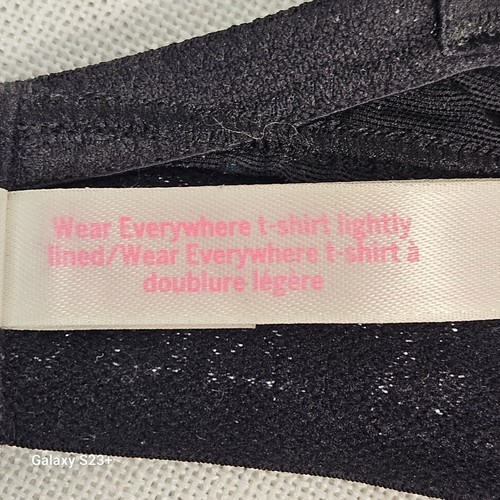 Wear Everywhere t-shirt lightly
lined/Wear Everywhere t-shirt à
doublure légère
Galaxy S23+